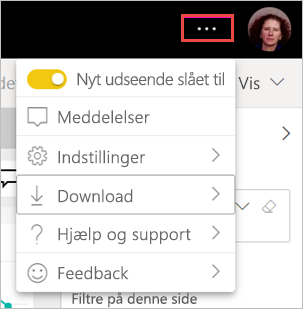 Nyt udseende slået til
Vis
Meddelelser
Indstillinger
Download
Hjælp og support
Feedback
Filtre på denne side